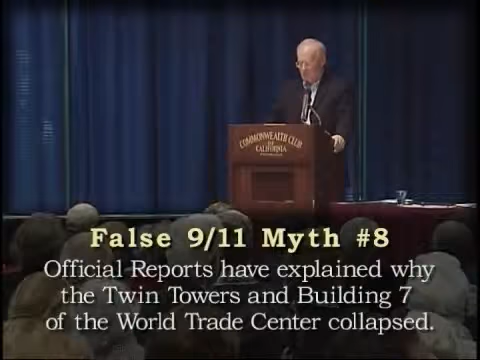 COMMONWEALTH CLUB
OF
CALIFORNIA
False 9/11 Myth #8
Official Reports have explained why
the Twin Towers and Building 7
of the World Trade Center collapsed.